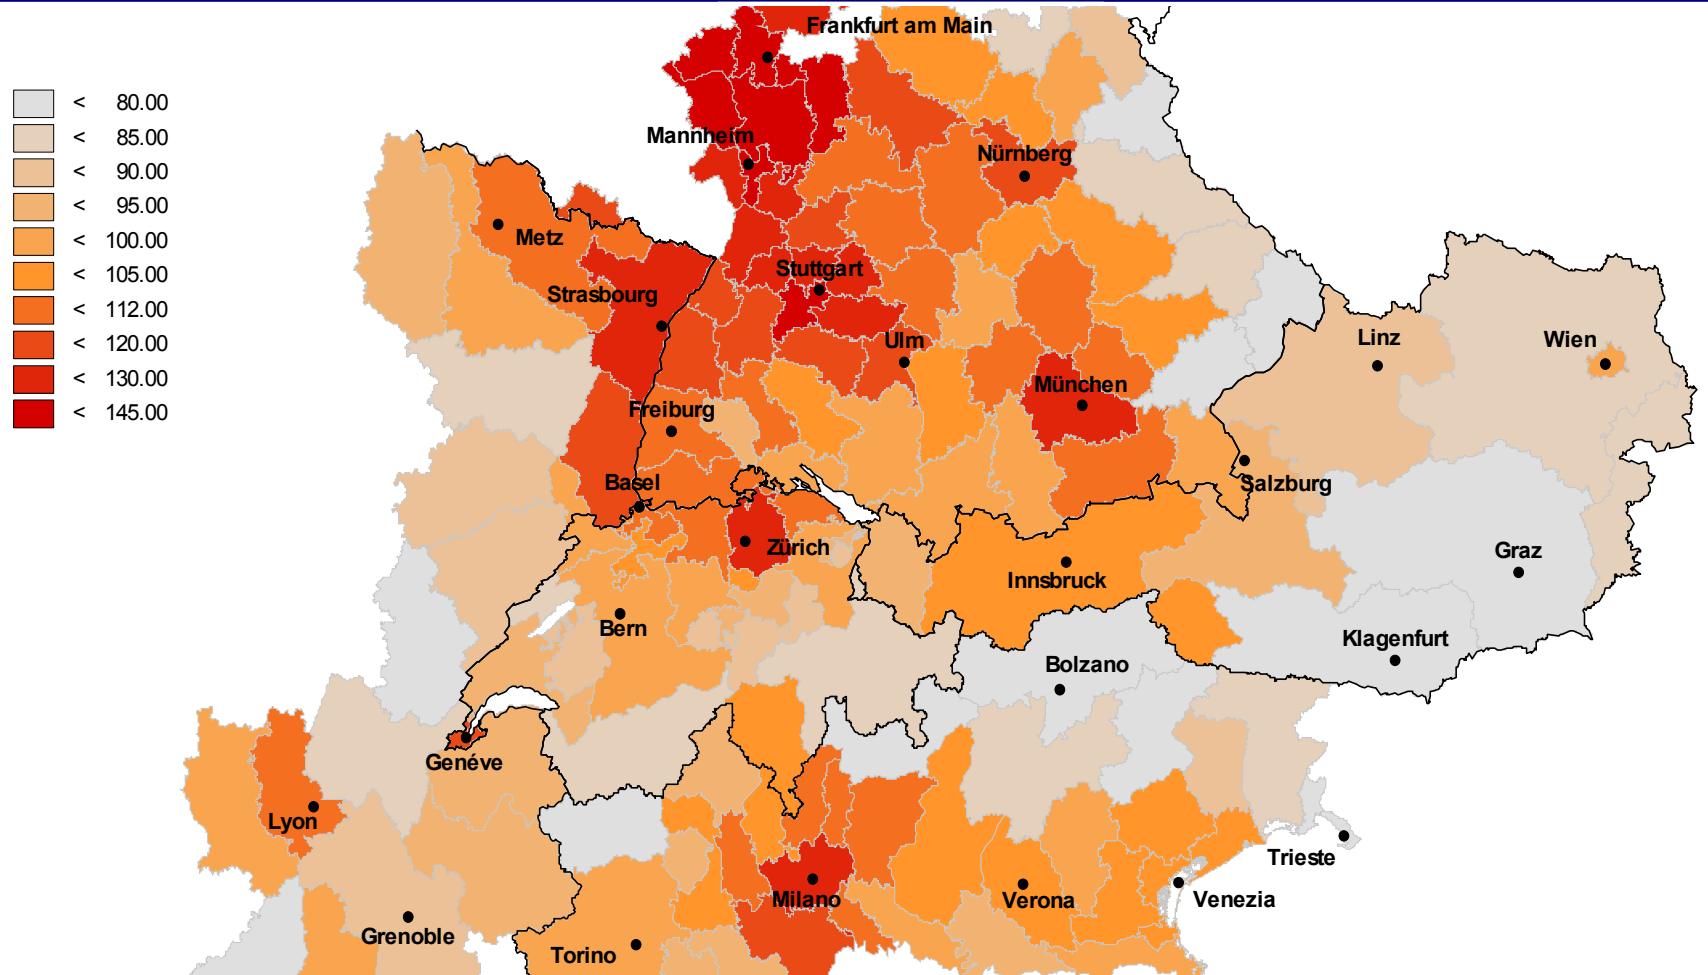 Frankfurt am Main
< 80.00
< 85.00
< 90.00
< 95.00
< 100.00
< 105.00
< 112.00
< 120.00
< 130.00
< 145.00
Mannheim
Nürnberg
Metz
Stuttgart
Strasbourg
Ulm
Linz
Wien
München
Freiburg
Basel
Salzburg
Zürich
Graz
Innsbruck
Bern
Klagenfurt
Bolzano
Genéve
Lyon
Trieste
Milano
Verona
Venezia
Grenoble
Torino